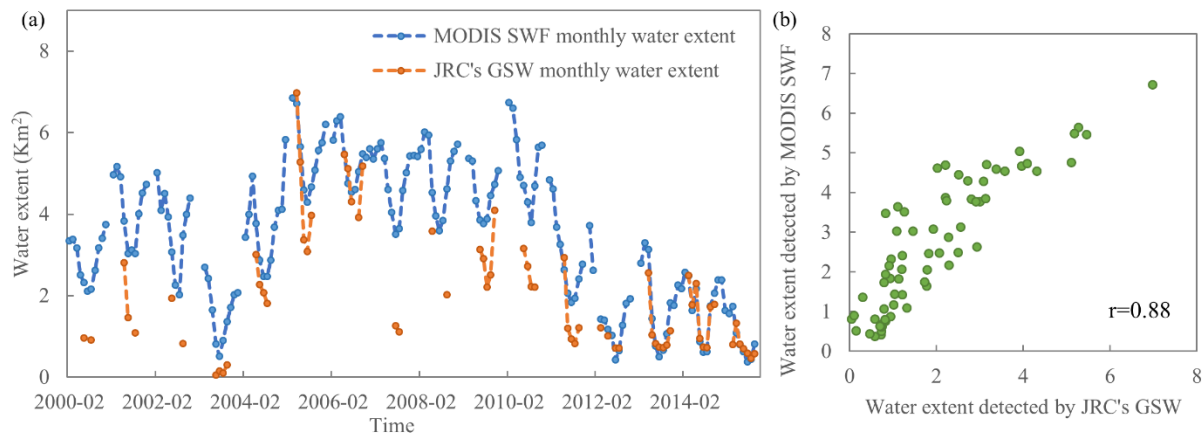 (a)
8
6
4
2
0
Water extent (Km²)
MODIS SWF monthly water extent
JRC's GSW monthly water extent
2000-02 2002-02 2004-02 2006-02 2008-02 2010-02 2012-02 2014-02
Time
(b)
8
7
6
5
4
3
2
1
0
Water extent detected by MODIS SWF
r=0.88
0 2 4 6 8
Water extent detected by JRC's GSW